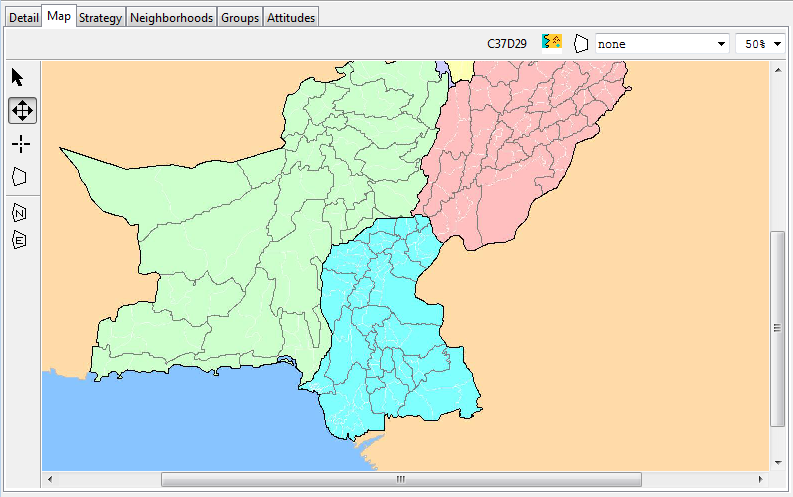 Detail Map Strategy Neighborhoods Groups Attitudes
C37D29 none 50%
N
E